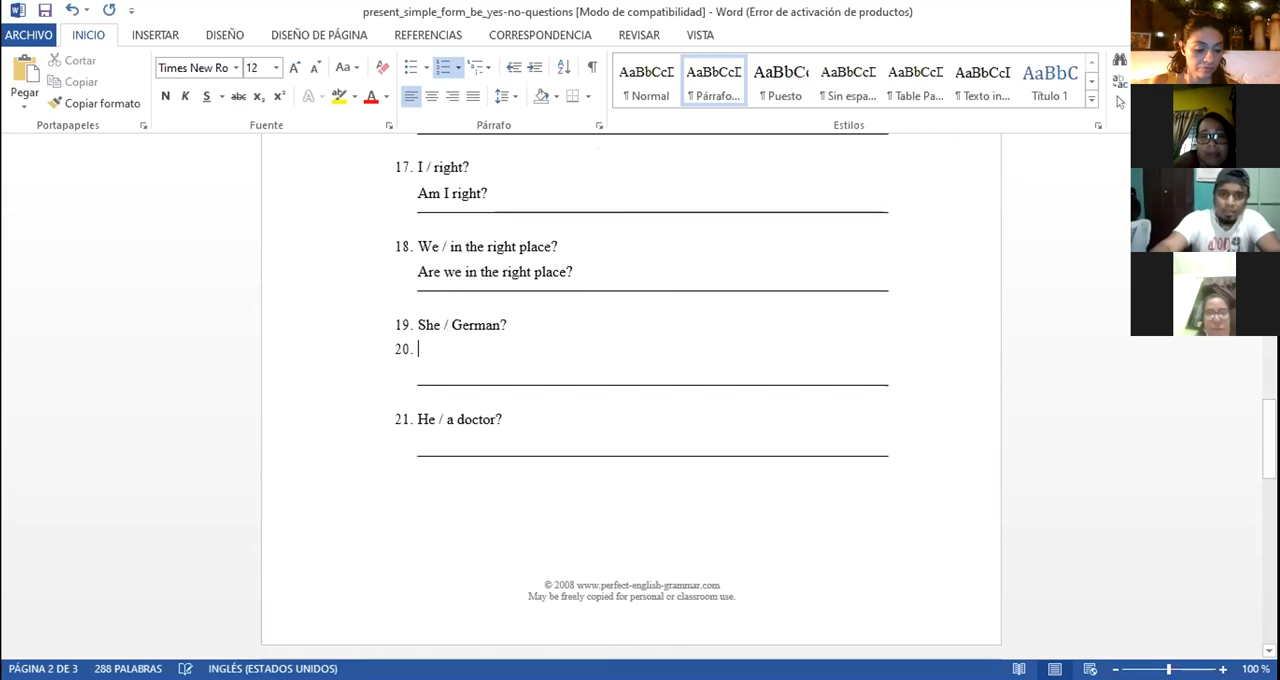 present_simple_form_be_yes-no-questions [Modo de compatibilidad] - Word (Error de activación de productos)
ARCHIVO INICIO INSERTAR DISEÑO DISEÑO DE PÁGINA REFERENCIAS CORRESPONDENCIA REVISAR VISTA
Pegar
Cortar
Copiar
Copiar formato
Portapapeles
Times New Ro 12
N K S abc x₂ x²
Fuente
Párrafo
AaBbCcI AaBbCcI AaBbC AaBbCcI AaBbCcI AaBbCcI AaBbC
¶ Normal ¶ Párrafo... ¶ Puesto ¶ Sin espa... ¶ Table Pa... ¶ Texto in... Título 1
Estilos
17. I / right?
Am I right?
18. We / in the right place?
Are we in the right place?
19. She / German?
20.
21. He / a doctor?
© 2008 www.perfect-english-grammar.com
May be freely copied for personal or classroom use.
PÁGINA 2 DE 3 288 PALABRAS INGLÉS (ESTADOS UNIDOS) 100 %